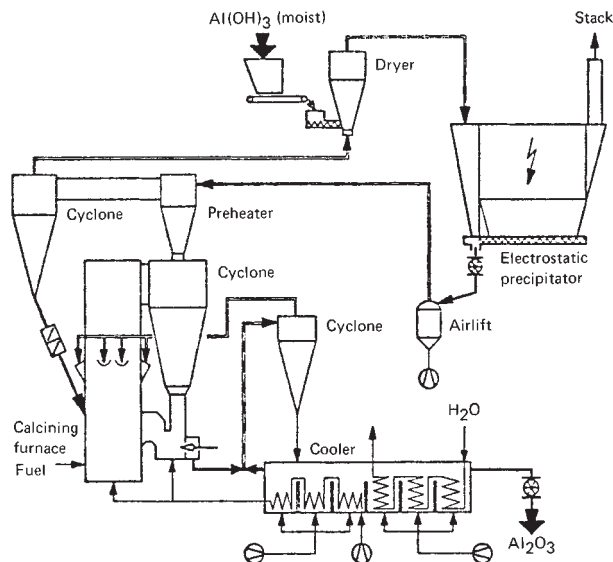 Al(OH)3 (moist)
Stack
Dryer
Cyclone
Preheater
Electrostatic
precipitator
Cyclone
Cyclone
Airlift
H2O
Calcining
furnace
Fuel
Cooler
Al2O3